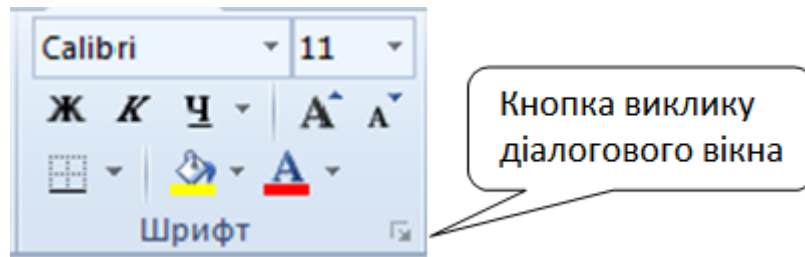 Calibri 11
Ж К Ч A A
A
Шрифт
Кнопка виклику
діалогового вікна